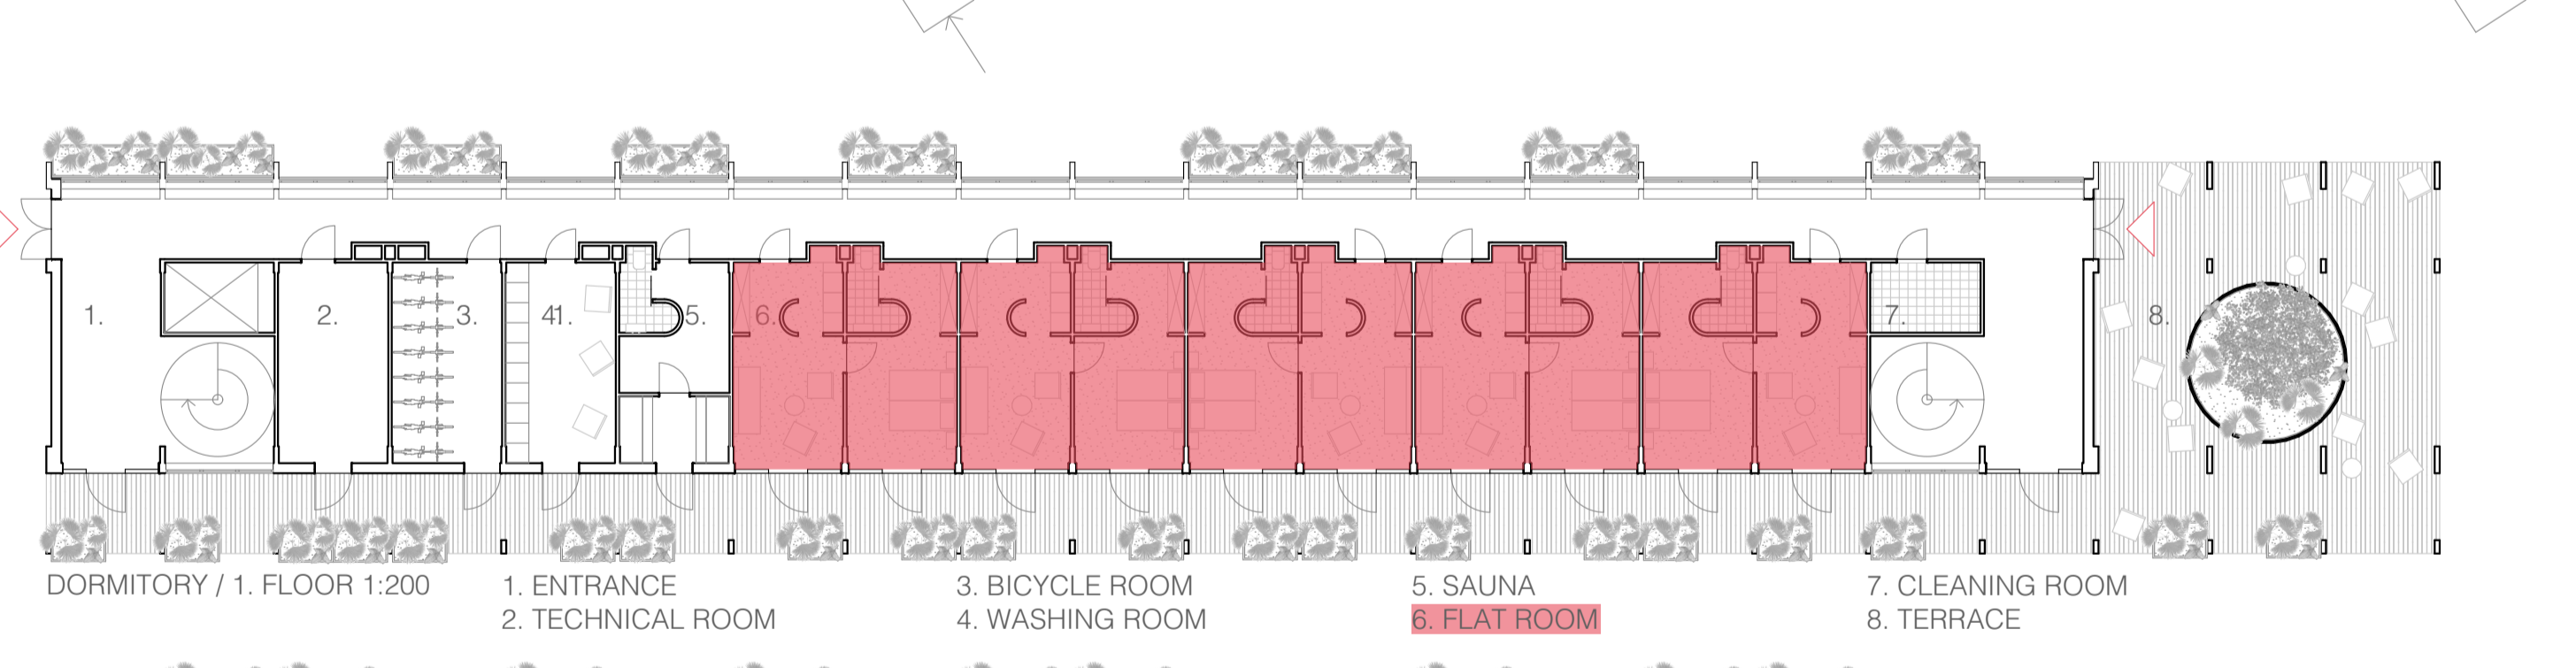 1.
2.
3.
41.
5.
6.
7.
8.
DORMITORY / 1. FLOOR 1:200
1. ENTRANCE
2. TECHNICAL ROOM
3. BICYCLE ROOM
4. WASHING ROOM
5. SAUNA
6. FLAT ROOM
7. CLEANING ROOM
8. TERRACE